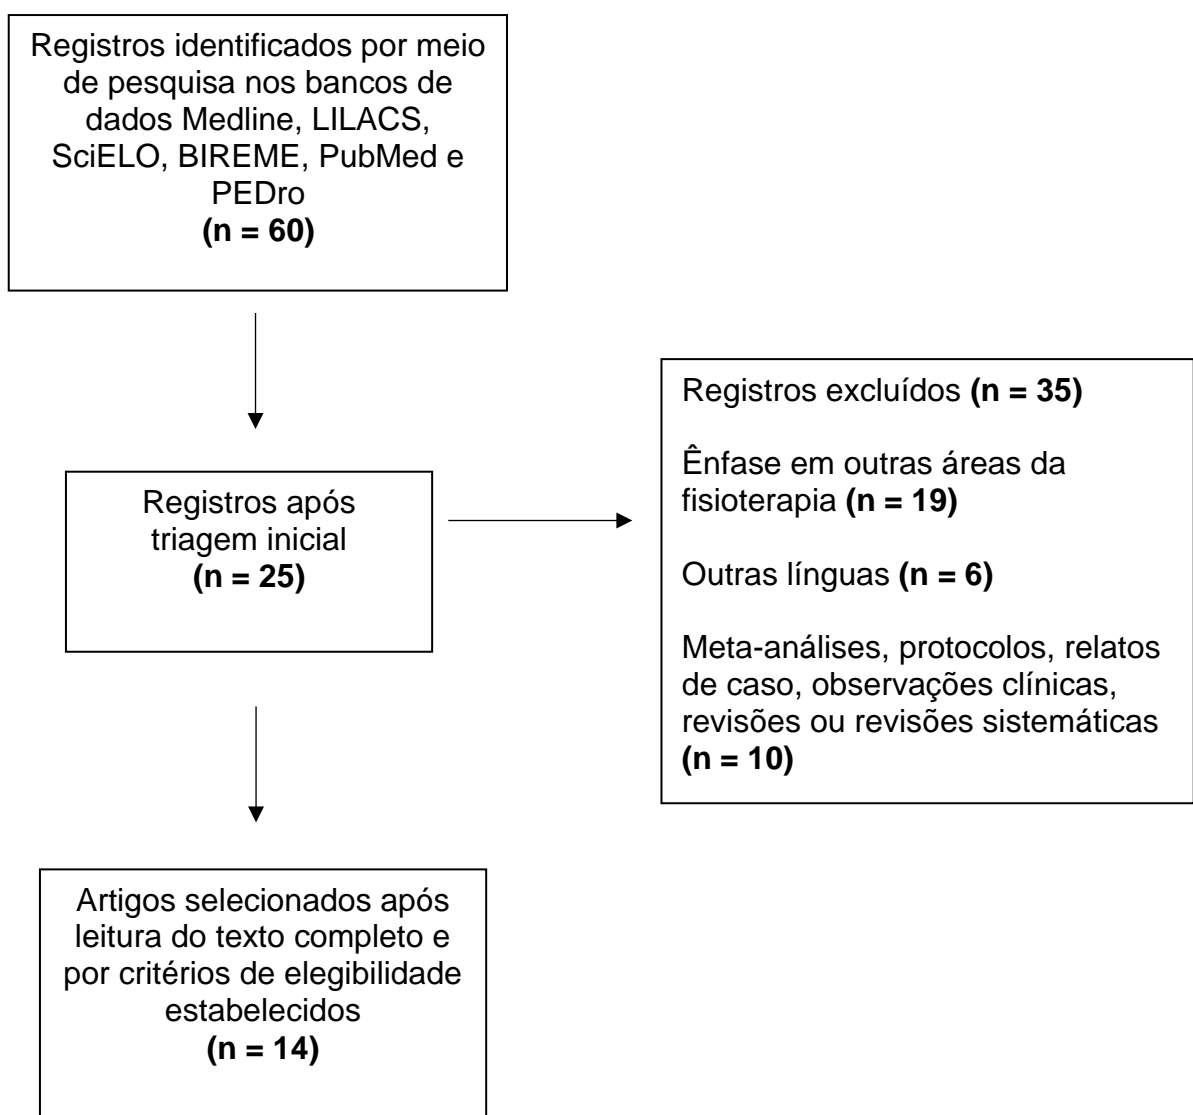 Registros identificados por meio
de pesquisa nos bancos de
dados Medline, LILACS,
SciELO, BIREME, PubMed e
PEDro
(n = 60)
Registros após
triagem inicial
(n = 25)
Registros excluídos (n = 35)
Ênfase em outras áreas da
fisioterapia (n = 19)
Outras línguas (n = 6)
Meta-análises, protocolos, relatos
de caso, observações clínicas,
revisões ou revisões sistemáticas
(n = 10)
Artigos selecionados após
leitura do texto completo e
por critérios de elegibilidade
estabelecidos
(n = 14)